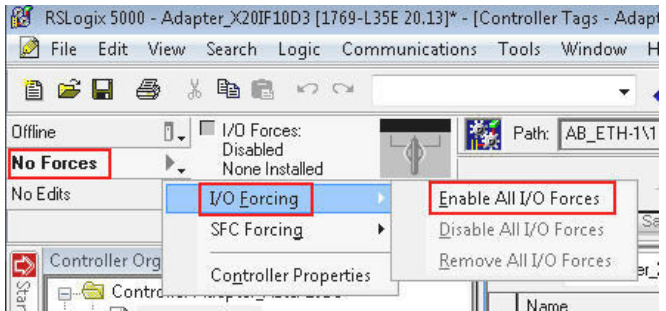 RSLogix 5000 - Adapter_X20IF10D3 [1769-L35E 20.13]* - [Controller Tags -
File Edit View Search Logic Communications Tools Window
Offline
I/O Forces:
Disabled
None Installed
Path: AB_ETH-1\1
No Forces
No Edits
I/O Forcing
SFC Forcing
Controller Properties
Enable All I/O Forces
Disable All I/O Forces
Remove All I/O Forces
Controller Org
Name